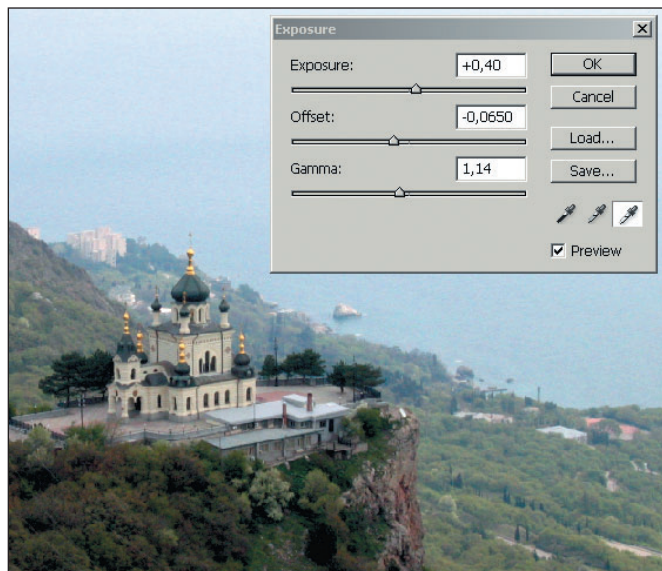 Exposure
Exposure: +0,40
OK
Cancel
Offset: -0,0650
Load...
Gamma: 1,14
Save...
Preview